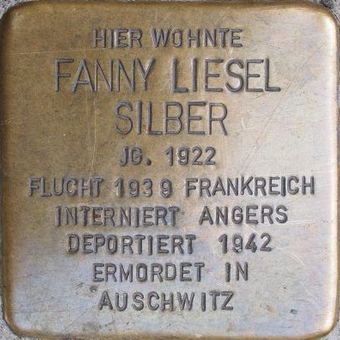 HIER WOHNTE
FANNY LIESEL
SILBER
JG. 1922
FLUCHT 1939 FRANKREICH
INTERNIERT ANGERS
DEPORTIERT 1942
ERMORDET IN
AUSCHWITZ